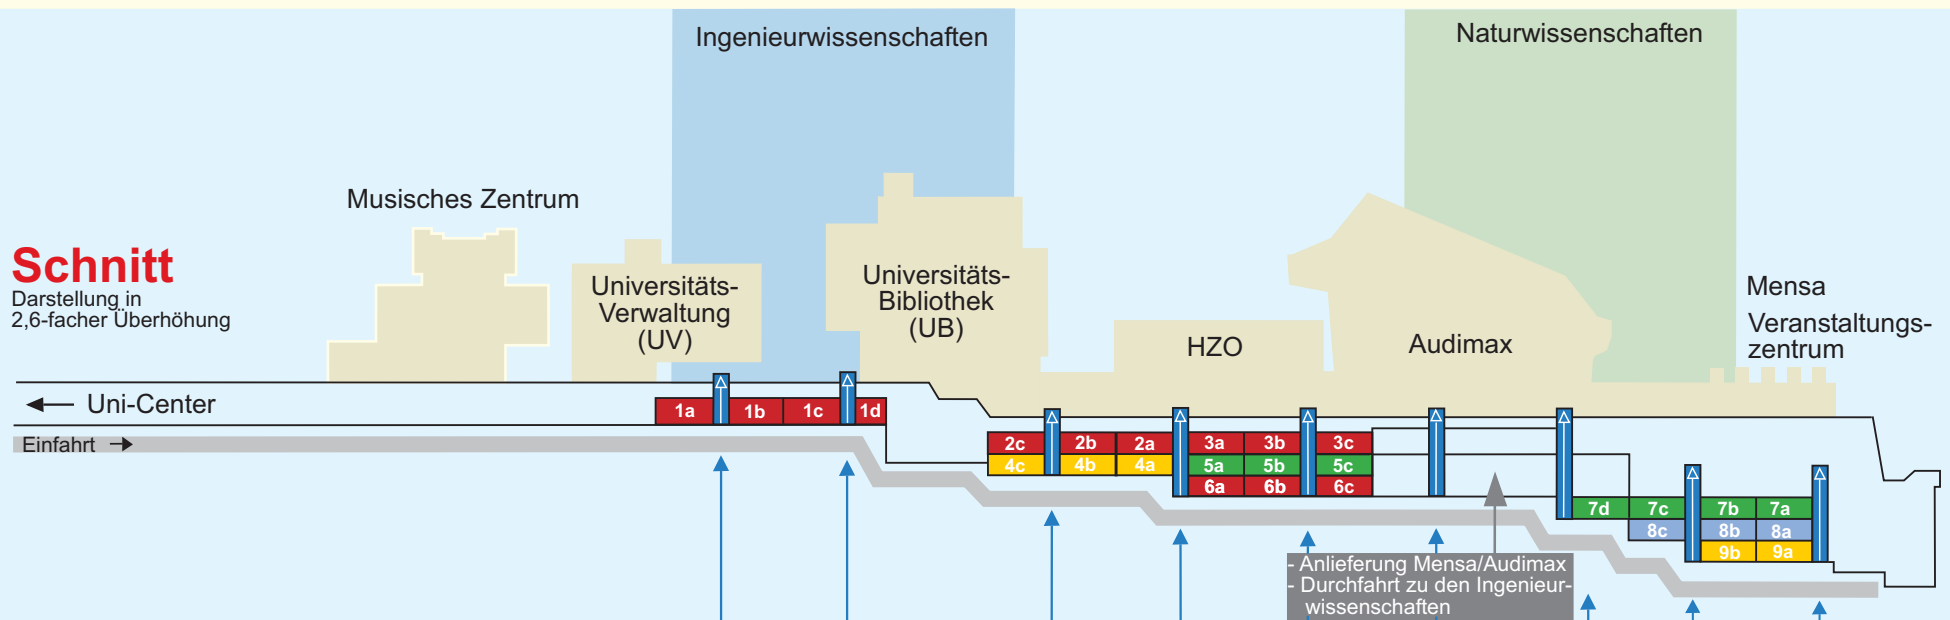 Ingenieurwissenschaften
Naturwissenschaften
Musisches Zentrum
Schnitt
Darstellung in
2,6-facher Überhöhung
Universitäts-
Verwaltung
(UV)
Universitäts-
Bibliothek
(UB)
HZO
Audimax
Mensa
Veranstaltungs-
zentrum
Uni-Center
Einfahrt
1a 1b 1c 1d
2c 2b 2a 3a 3b 3c
4c 4b 4a 5a 5b 5c
6a 6b 6c
7d 7c 7b 7a
8c 8b 8a
9b 9a
- Anlieferung Mensa/Audimax
- Durchfahrt zu den Ingenieur-
wissenschaften